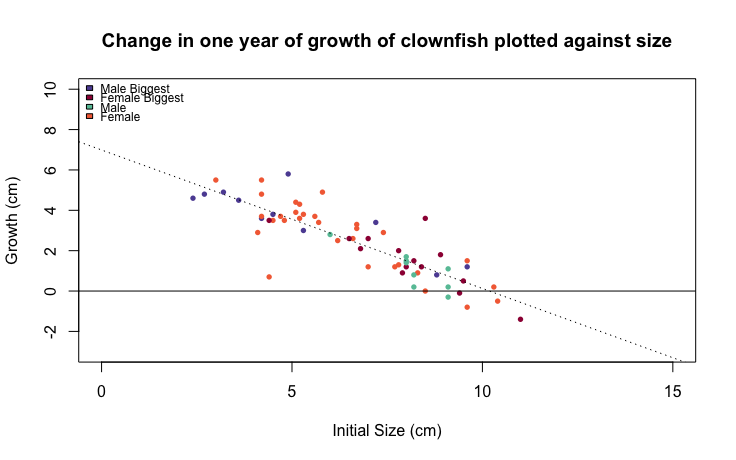 Change in one year of growth of clownfish plotted against size
Male Biggest
Female Biggest
Male
Female
Growth (cm)
10
8
6
4
2
0
-2
0
5
10
15
Initial Size (cm)